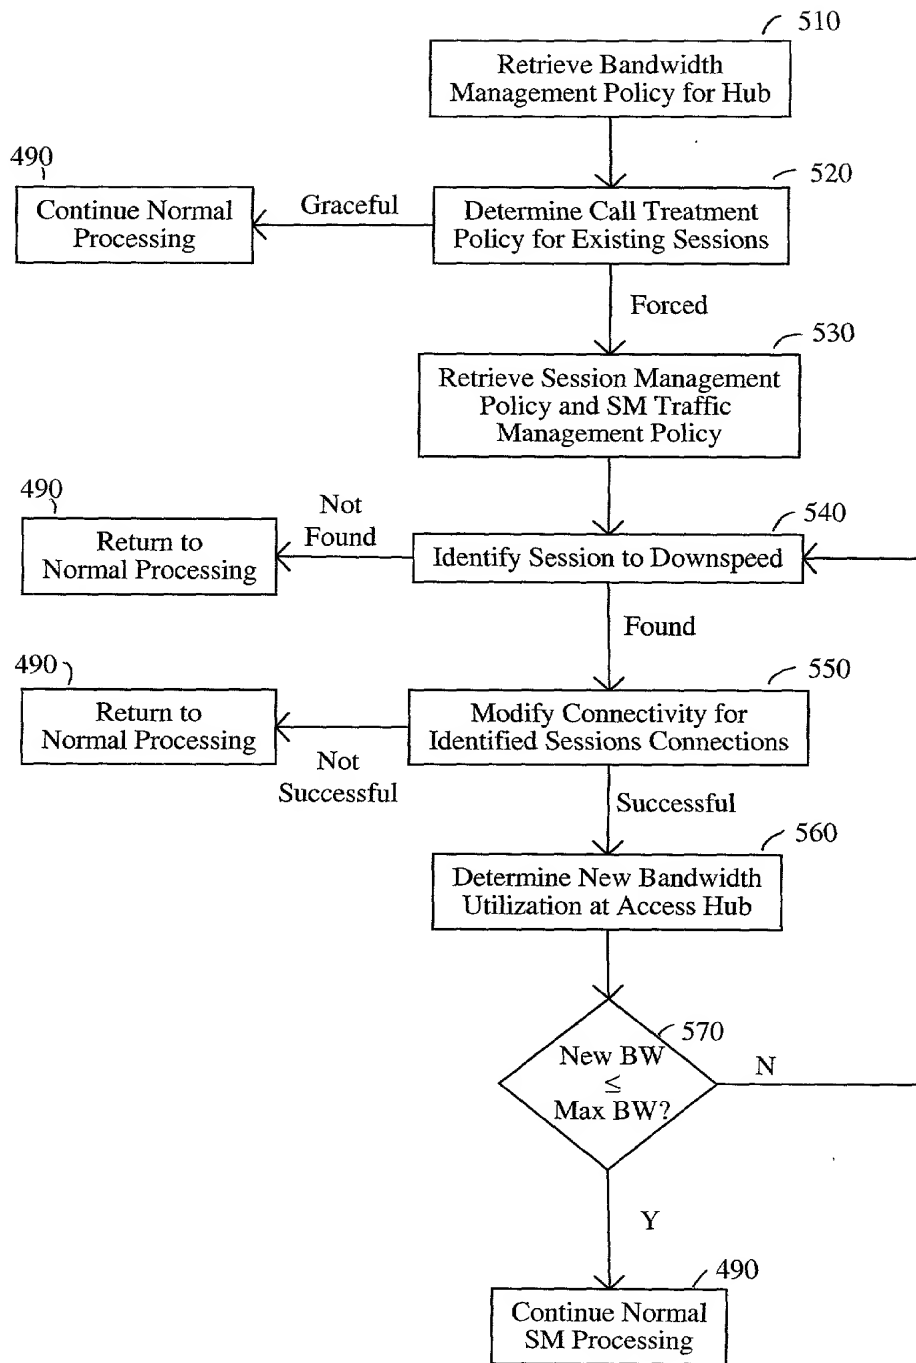 510
Retrieve Bandwidth
Management Policy for Hub
490
520
Continue Normal
Processing
Graceful
Determine Call Treatment
Policy for Existing Sessions
Forced
530
Retrieve Session Management
Policy and SM Traffic
Management Policy
490
Not
Found
540
Return to
Normal Processing
Identify Session to Downspeed
Found
490
550
Return to
Normal Processing
Modify Connectivity for
Identified Sessions Connections
Not
Successful
Successful
560
Determine New Bandwidth
Utilization at Access Hub
570
New BW
≤
Max BW?
N
Y
490
Continue Normal
SM Processing